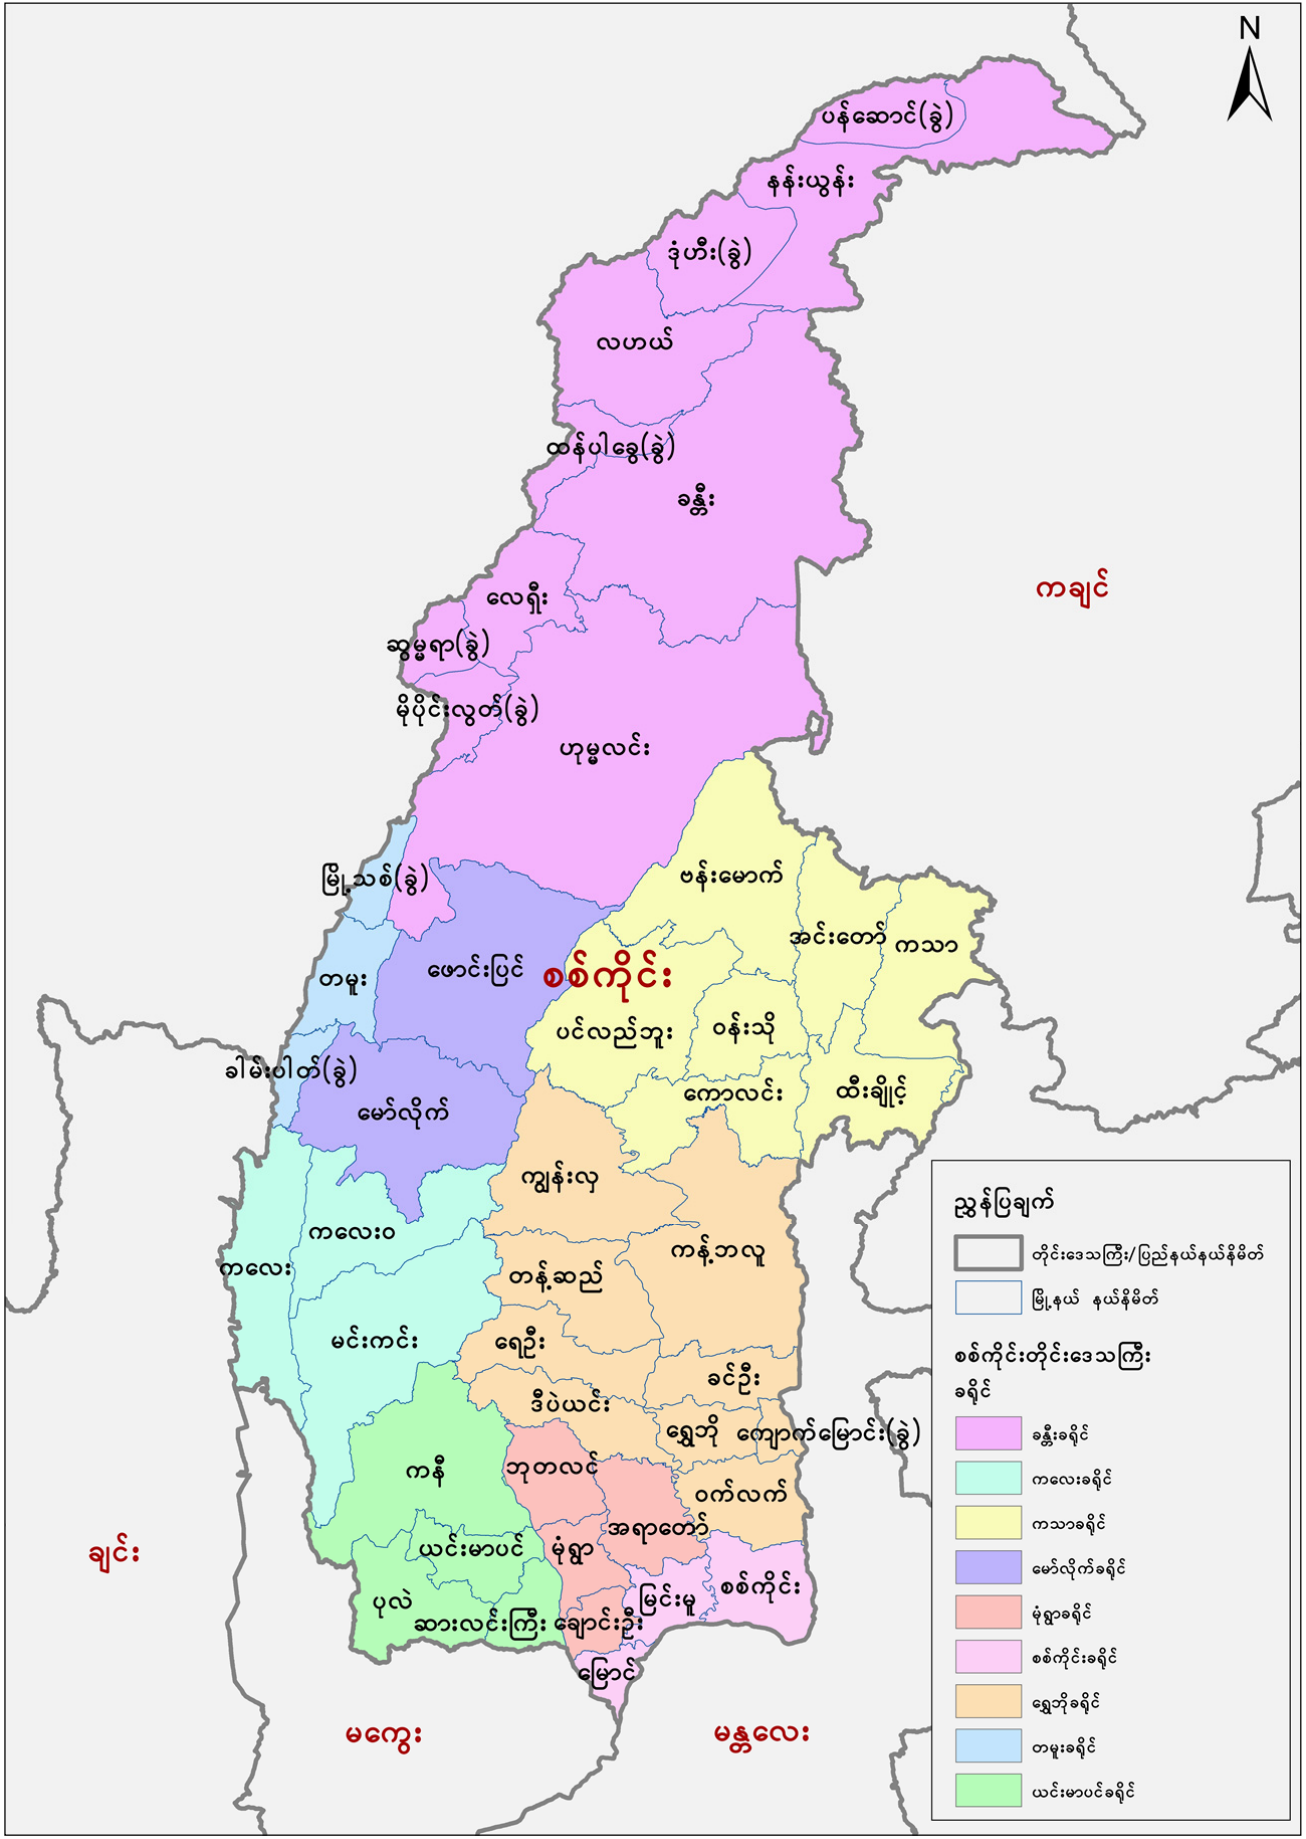 N
ပန်ဆောင်(ခွဲ)
နန်းယွန်း
ဒုံဟီး(ခွဲ)
လဟယ်
ထန်ပါခွေ(ခွဲ)
ခန္တီး
ကချင်
လေရှီး
ဆွမ္မရာ(ခွဲ)
မိုပိုင်းလွတ်(ခွဲ)
ဟုမ္မလင်း
မြို့သစ်(ခွဲ)
ဗန်းမောက်
အင်းတော်
ကသာ
တမူး
ဖောင်းပြင်
စစ်ကိုင်း
ပင်လည်ဘူး
ဝန်းသို
ခါမ်းပါတ်(ခွဲ)
မော်လိုက်
ကောလင်း
ထီးချိုင့်
ကျွန်းလှ
ကလေးဝ
ကန့်ဘလူ
ကလေး
တန့်ဆည်
မင်းကင်း
ရေဦး
ခင်ဦး
ဒီပဲယင်း
ရွှေဘို
ကျောက်မြောင်း(ခွဲ)
ကနီ
ဘုတလင်
ဝက်လက်
အရာတော်
ယင်းမာပင်
မုံရွာ
ချင်း
ပုလဲ
မြင်းမူ
စစ်ကိုင်း
ဆားလင်းကြီး
ချောင်းဦး
မြောင်
မကွေး
မန္တလေး
ညွှန်ပြချက်
တိုင်းဒေသကြီး/ပြည်နယ်နယ်နိမိတ်
မြို့နယ် နယ်နိမိတ်
စစ်ကိုင်းတိုင်းဒေသကြီး
ခရိုင်
ခန္တီးခရိုင်
ကလေးခရိုင်
ကသာခရိုင်
မော်လိုက်ခရိုင်
မုံရွာခရိုင်
စစ်ကိုင်းခရိုင်
ရွှေဘိုခရိုင်
တမူးခရိုင်
ယင်းမာပင်ခရိုင်